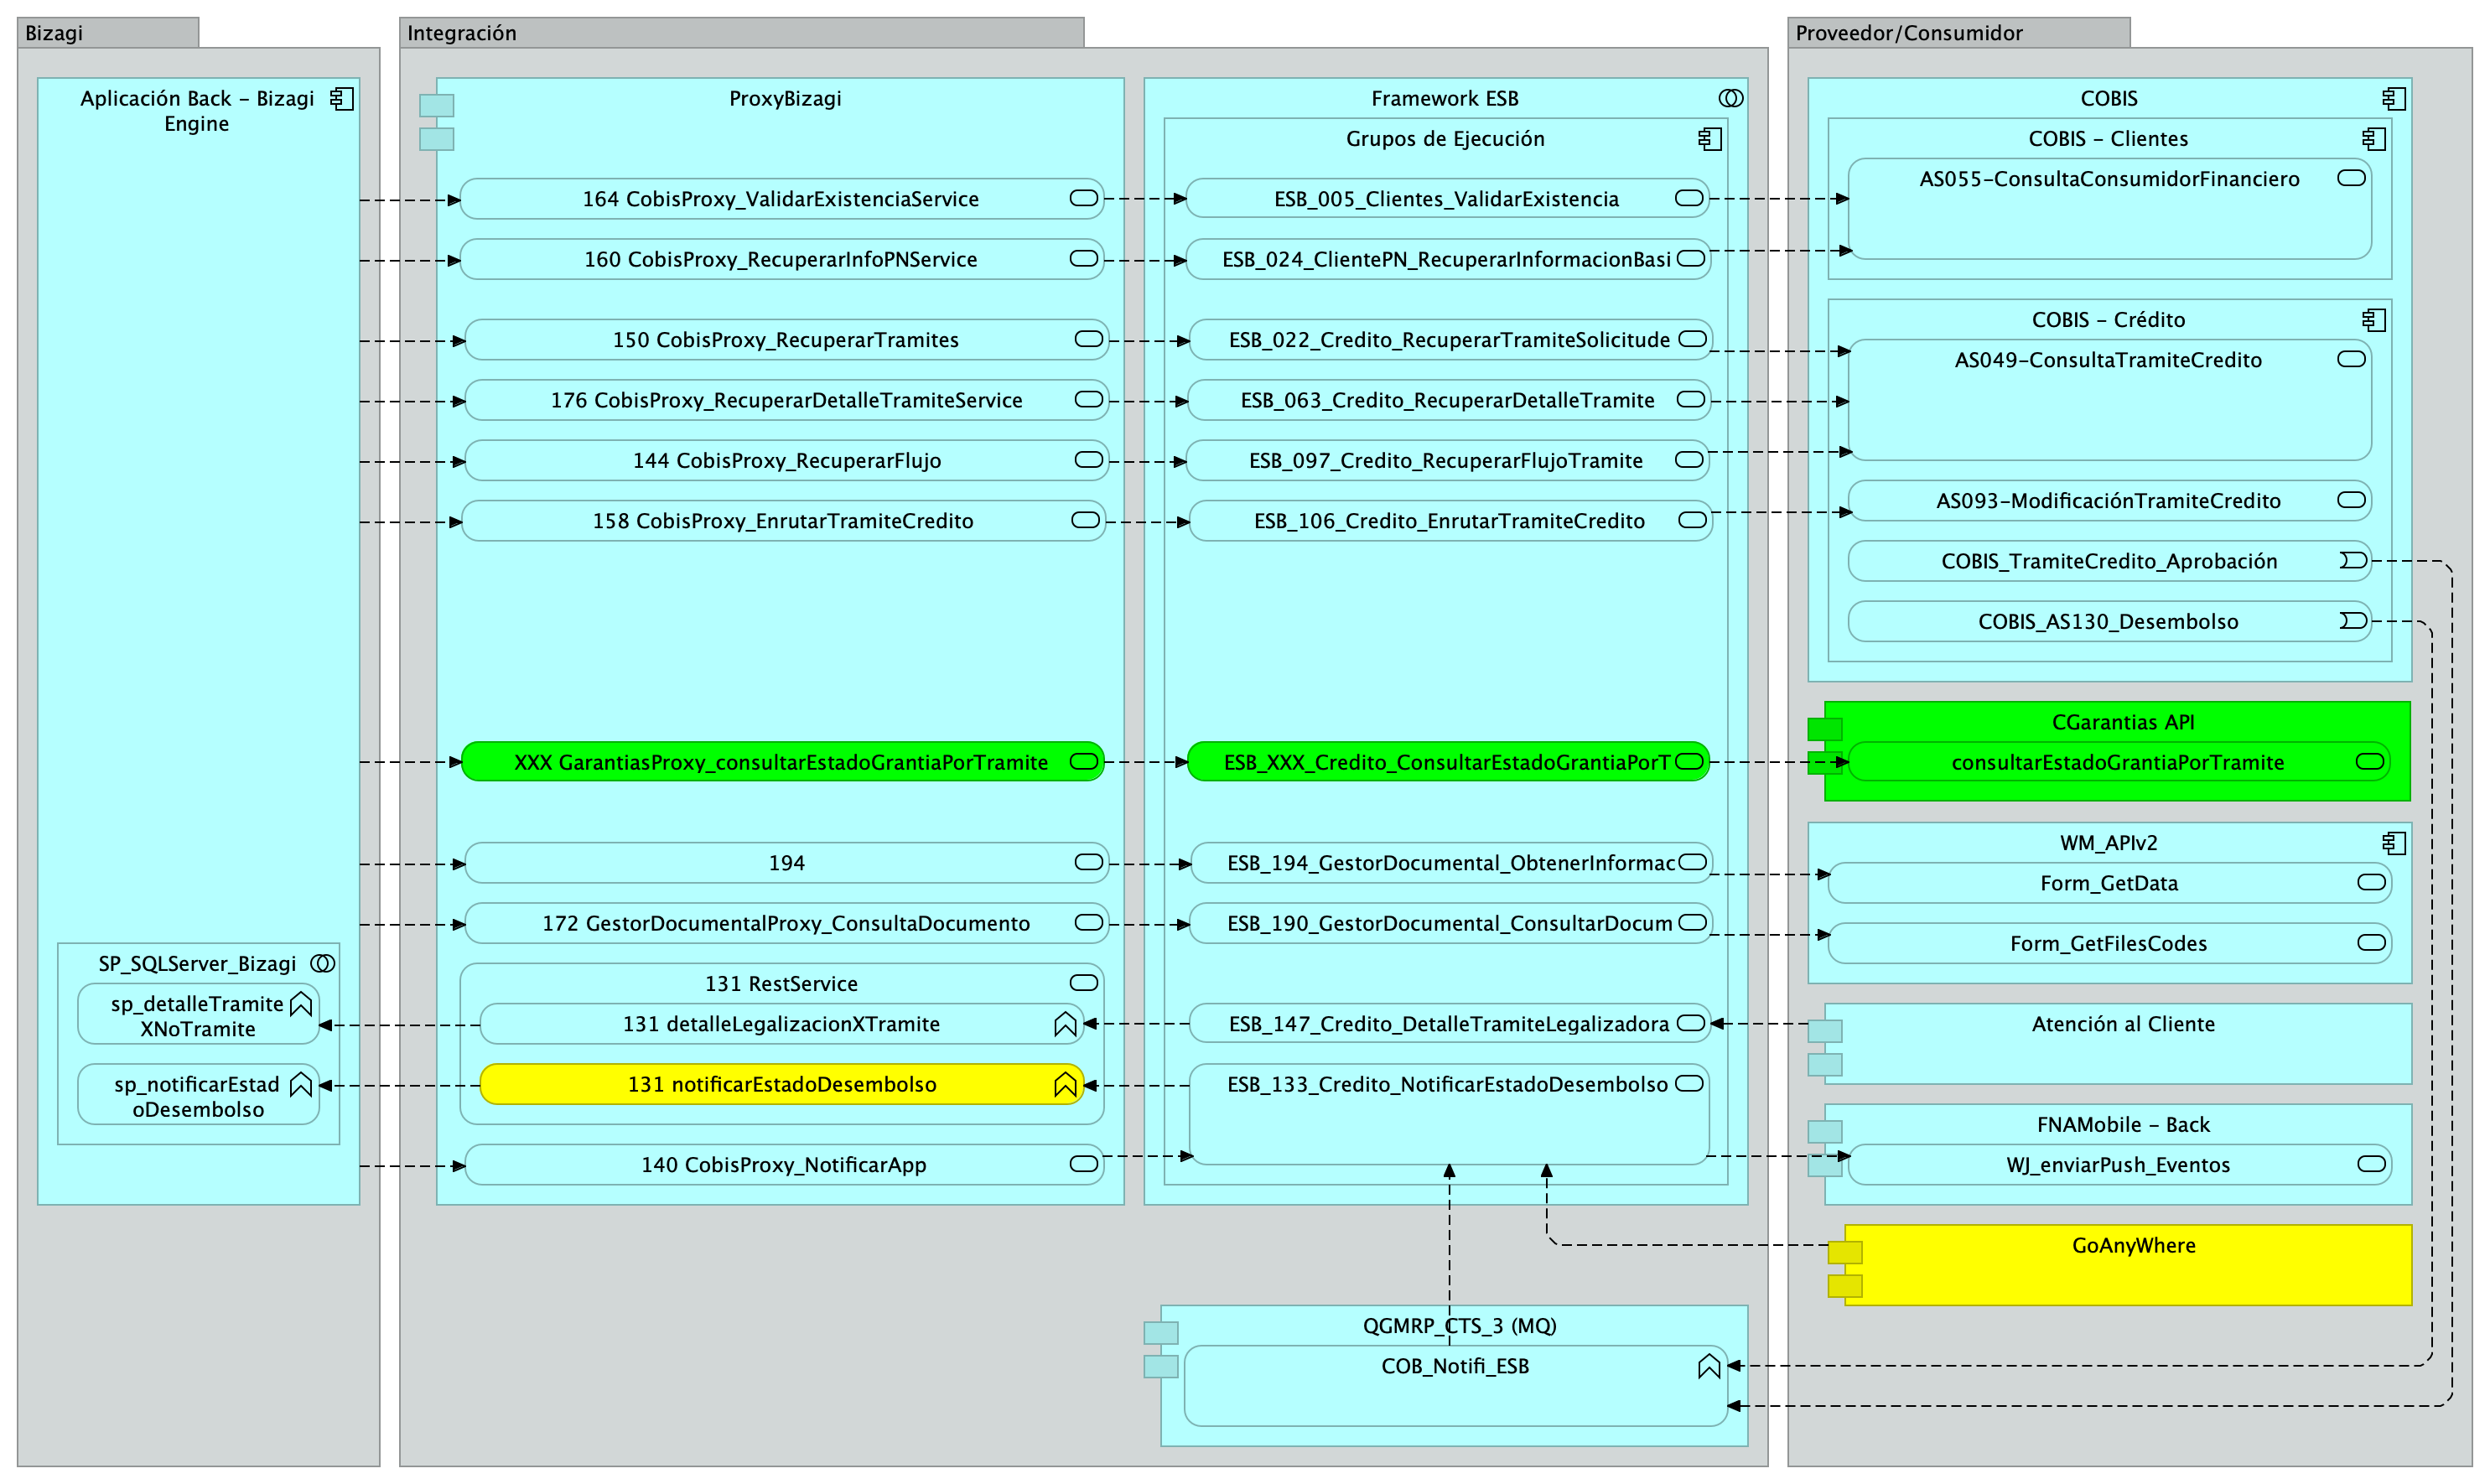 Bizagi
Aplicación Back - Bizagi
Engine
SP_SQLServer_Bizagi
sp_detalleTramite
XNoTramite
sp_notificarEstad
oDesembolso
Integración
ProxyBizagi
164 CobisProxy_ValidarExistenciaService
160 CobisProxy_RecuperarInfoPNService
150 CobisProxy_RecuperarTramites
176 CobisProxy_RecuperarDetalleTramiteService
144 CobisProxy_RecuperarFlujo
158 CobisProxy_EnrutarTramiteCredito
XXX GarantiasProxy_consultarEstadoGrantiaPorTramite
194
172 GestorDocumentalProxy_ConsultaDocumento
131 RestService
131 detalleLegalizacionXTramite
131 notificarEstadoDesembolso
140 CobisProxy_NotificarApp
Framework ESB
Grupos de Ejecución
ESB_005_Clientes_ValidarExistencia
ESB_024_ClientePN_RecuperarInformacionBasi
ESB_022_Credito_RecuperarTramiteSolicitude
ESB_063_Credito_RecuperarDetalleTramite
ESB_097_Credito_RecuperarFlujoTramite
ESB_106_Credito_EnrutarTramiteCredito
ESB_XXX_Credito_ConsultarEstadoGrantiaPorT
ESB_194_GestorDocumental_ObtenerInformac
ESB_190_GestorDocumental_ConsultarDocum
ESB_147_Credito_DetalleTramiteLegalizadora
ESB_133_Credito_NotificarEstadoDesembolso
QGMRP_CTS_3 (MQ)
COB_Notifi_ESB
Proveedor/Consumidor
COBIS
COBIS - Clientes
AS055-ConsultaConsumidorFinanciero
COBIS - Crédito
AS049-ConsultaTramiteCredito
AS093-ModificaciónTramiteCredito
COBIS_TramiteCredito_Aprobación
COBIS_AS130_Desembolso
CGarantias API
consultarEstadoGrantiaPorTramite
WM_APIv2
Form_GetData
Form_GetFilesCodes
Atención al Cliente
FNAMobile - Back
WJ_enviarPush_Eventos
GoAnyWhere